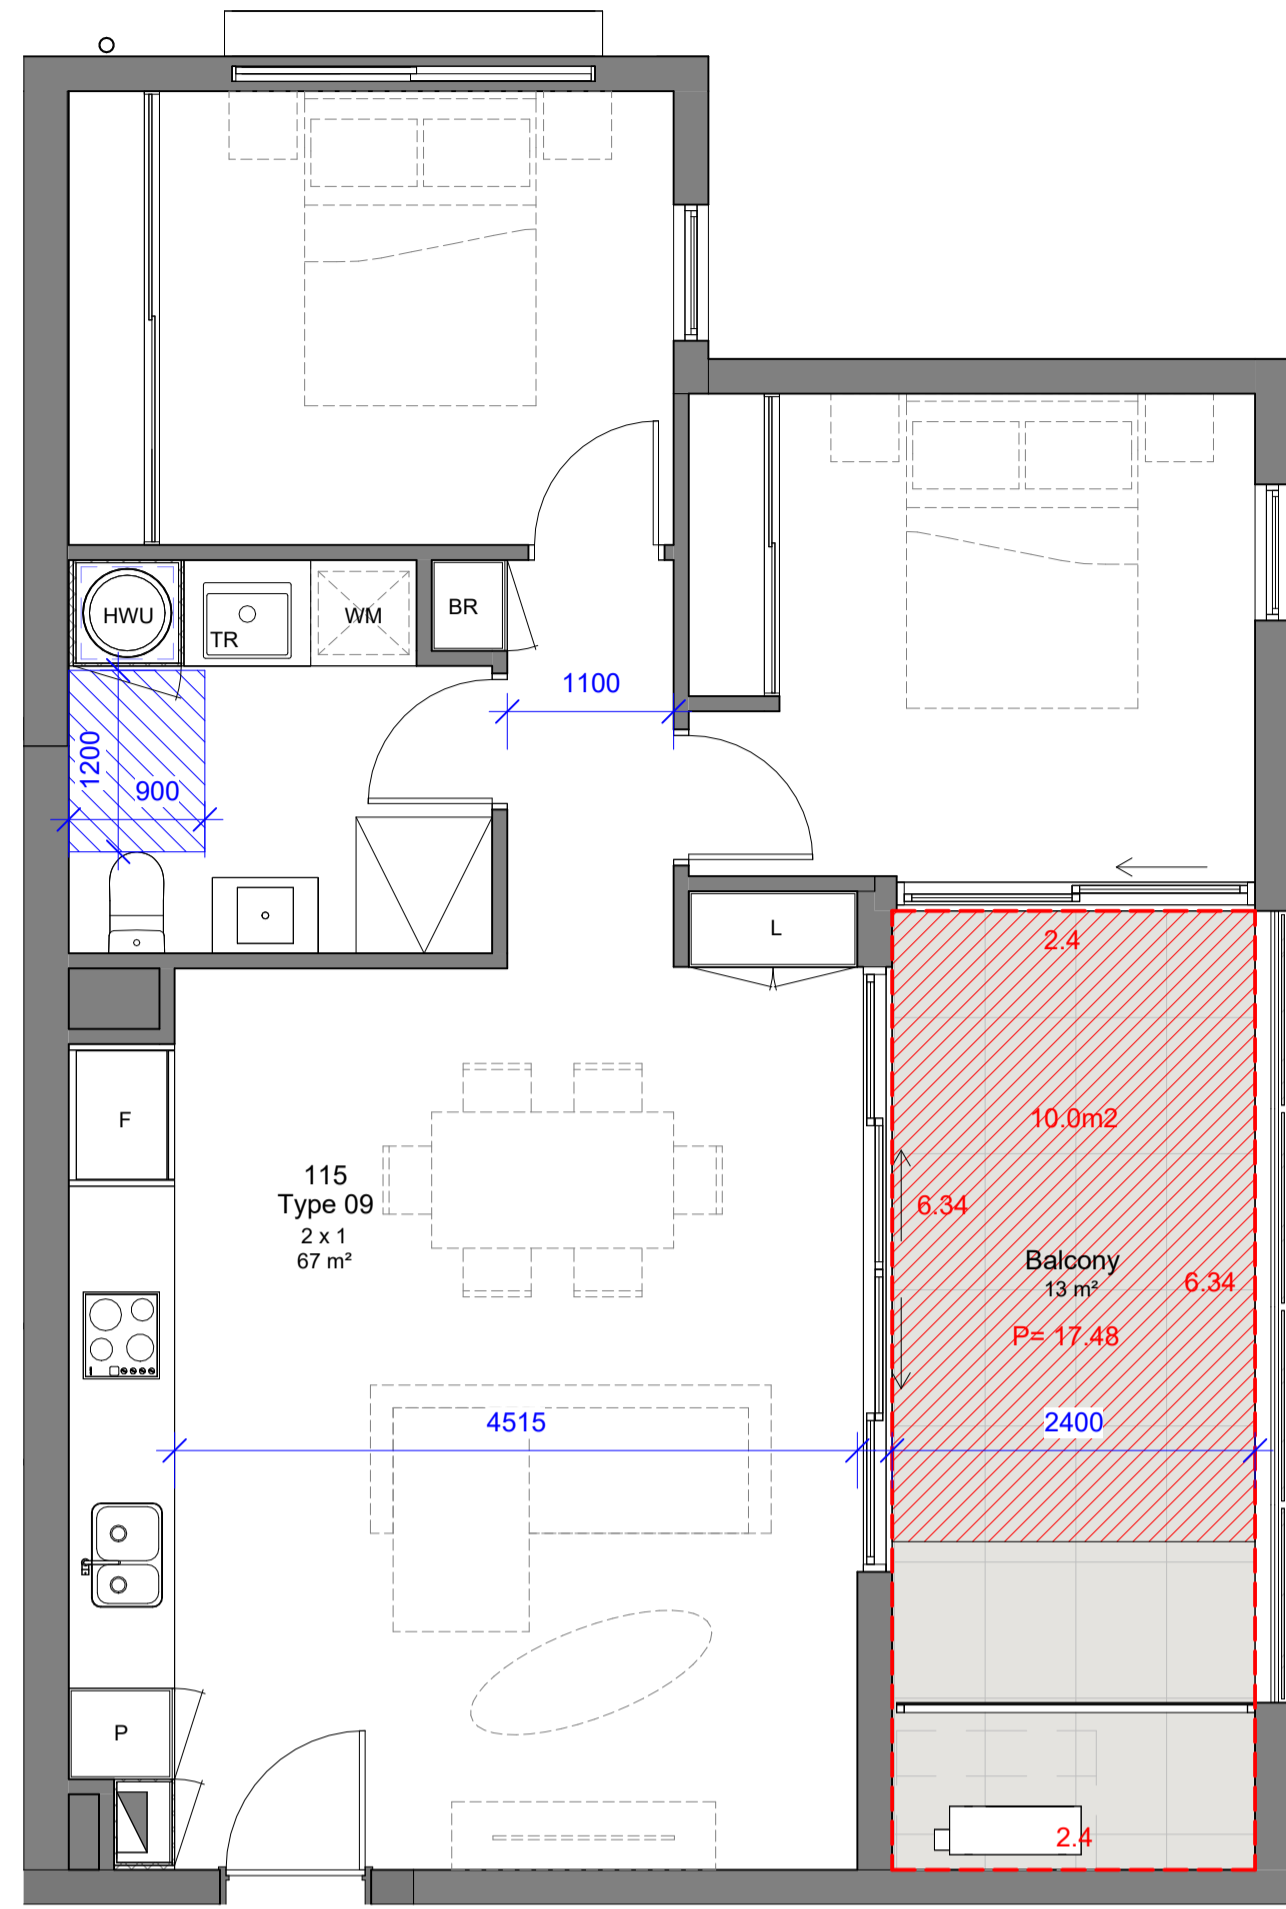 HWU
TR
WM
BR
1100
1200
900
L
2.4
10.0m2
F
115
Type 09
2 x 1
67 m²
6.34
Balcony
13 m²
6.34
P= 17.48
4515
2400
P
2.4